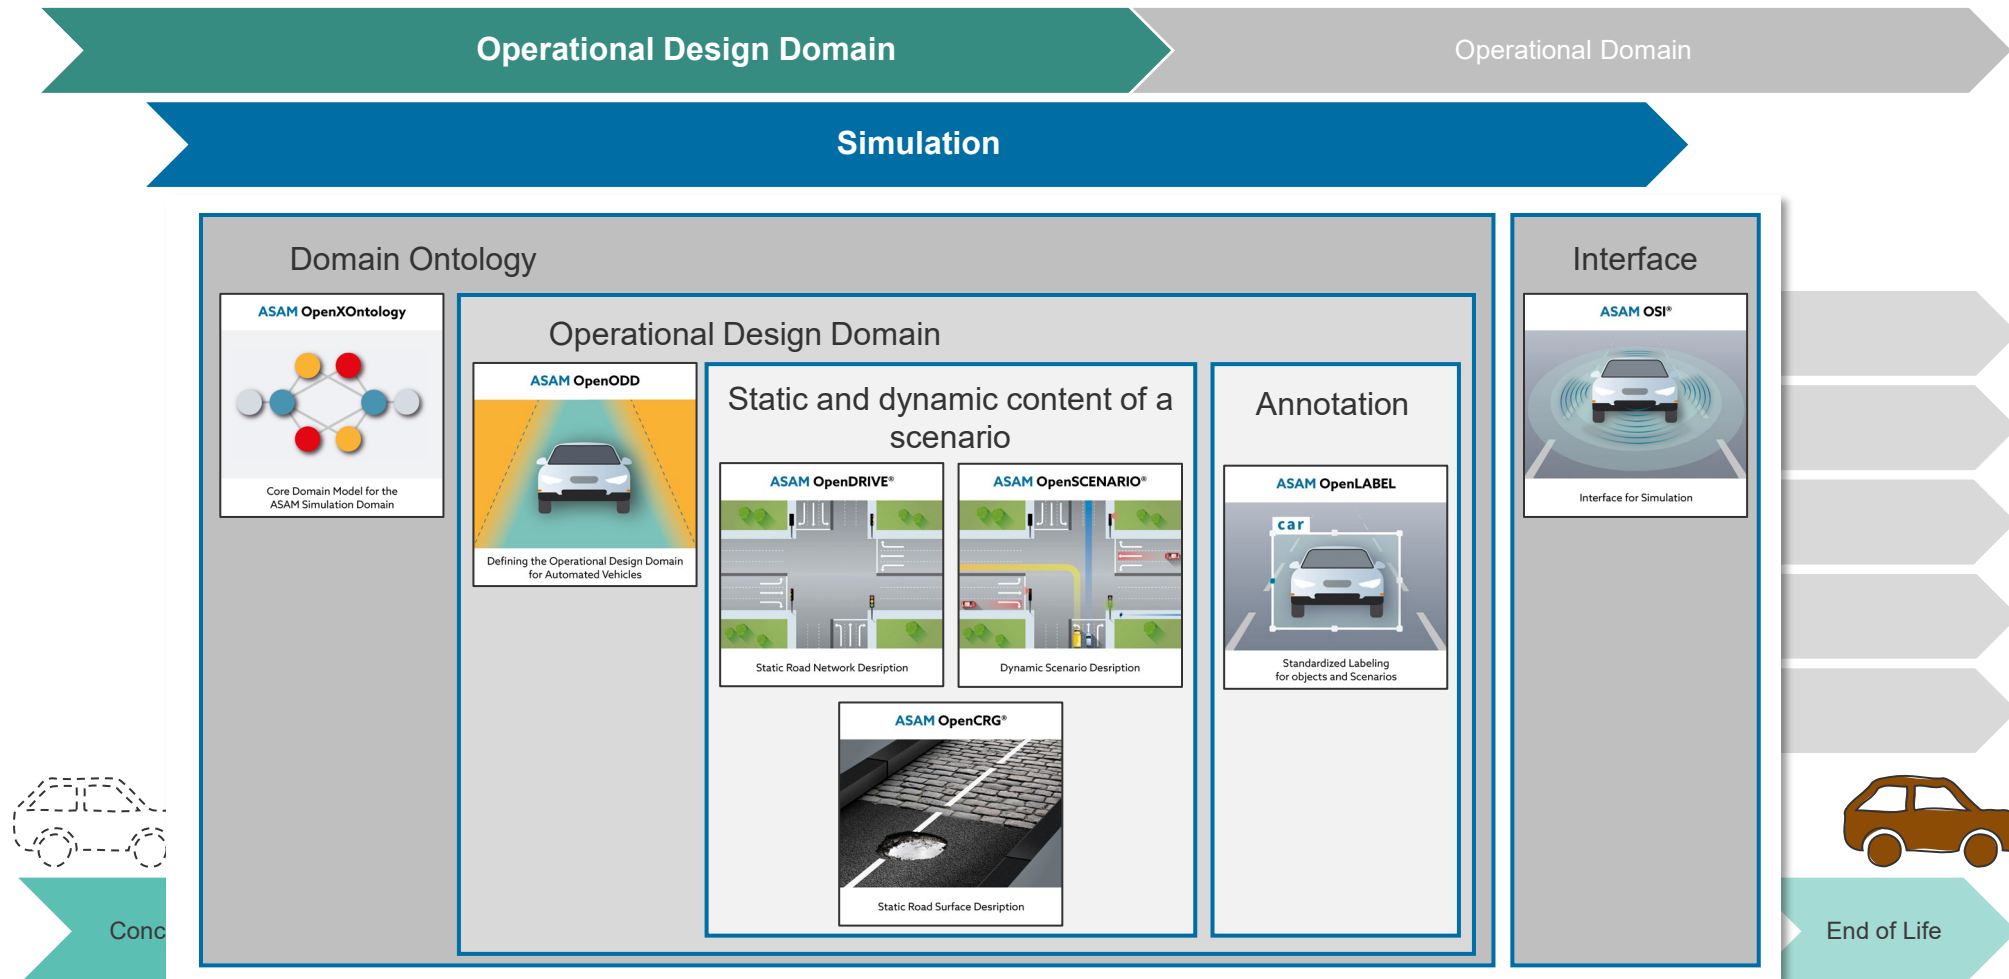 Operational Design Domain
Operational Domain
Simulation
Domain Ontology
Interface
ASAM OpenXOntology
Core Domain Model for the
ASAM Simulation Domain
Operational Design Domain
ASAM OpenODD
Defining the Operational Design Domain
for Automated Vehicles
Static and dynamic content of a
scenario
ASAM OpenDRIVE®
Static Road Network Desription
ASAM OpenSCENARIO®
Dynamic Scenario Desription
ASAM OpenCRG®
Static Road Surface Desription
Annotation
ASAM OpenLABEL
car
Standardized Labeling
for objects and Scenarios
ASAM OSI®
Interface for Simulation
Conc
End of Life